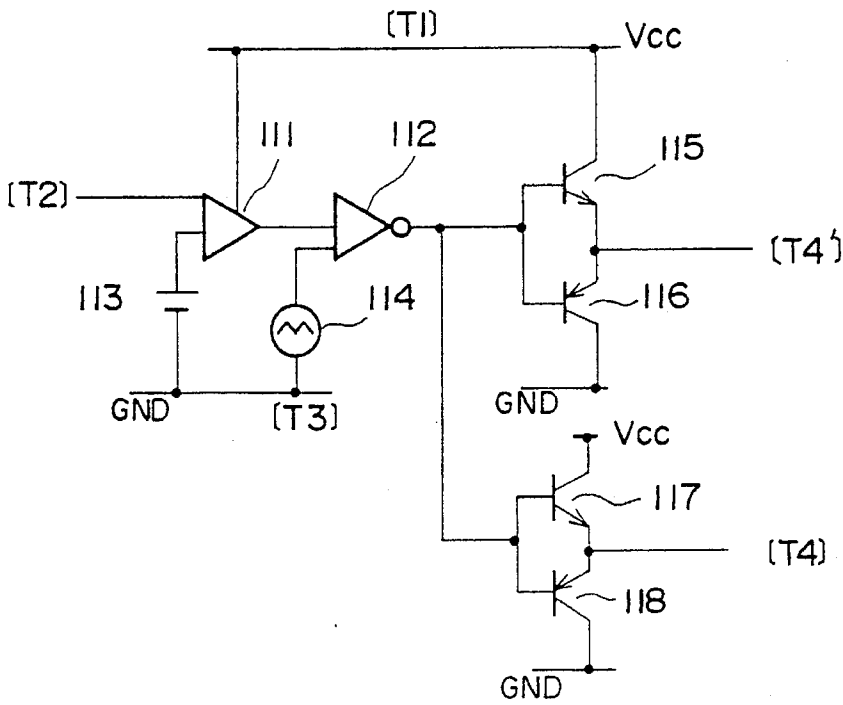 [T1]
Vcc
111
112
115
[T2]
[T4']
113
114
116
GND
[T3]
GND
Vcc
117
[T4]
118
GND